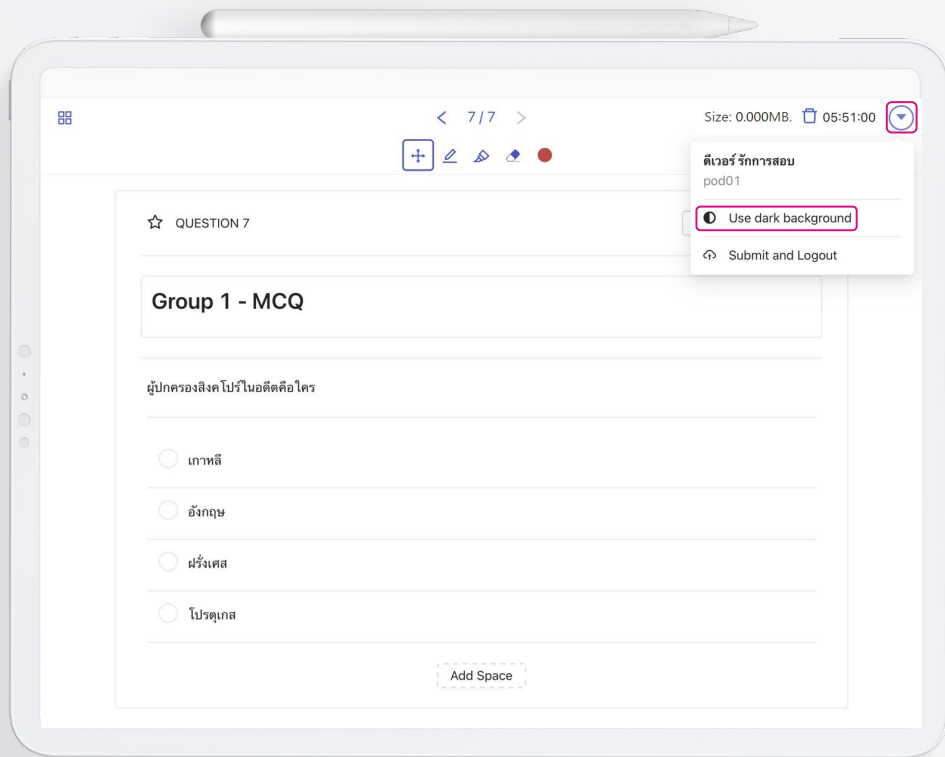 7/7
Size: 0.000MB. 05:51:00
ดีเวอร์ รักการสอบ
pod01
QUESTION 7
Use dark background
Submit and Logout
Group 1 - MCQ
ผู้ปกครองสิงคโปร์ในอดีตคือใคร
เกาหลี
อังกฤษ
ฝรั่งเศส
โปรตุเกส
Add Space